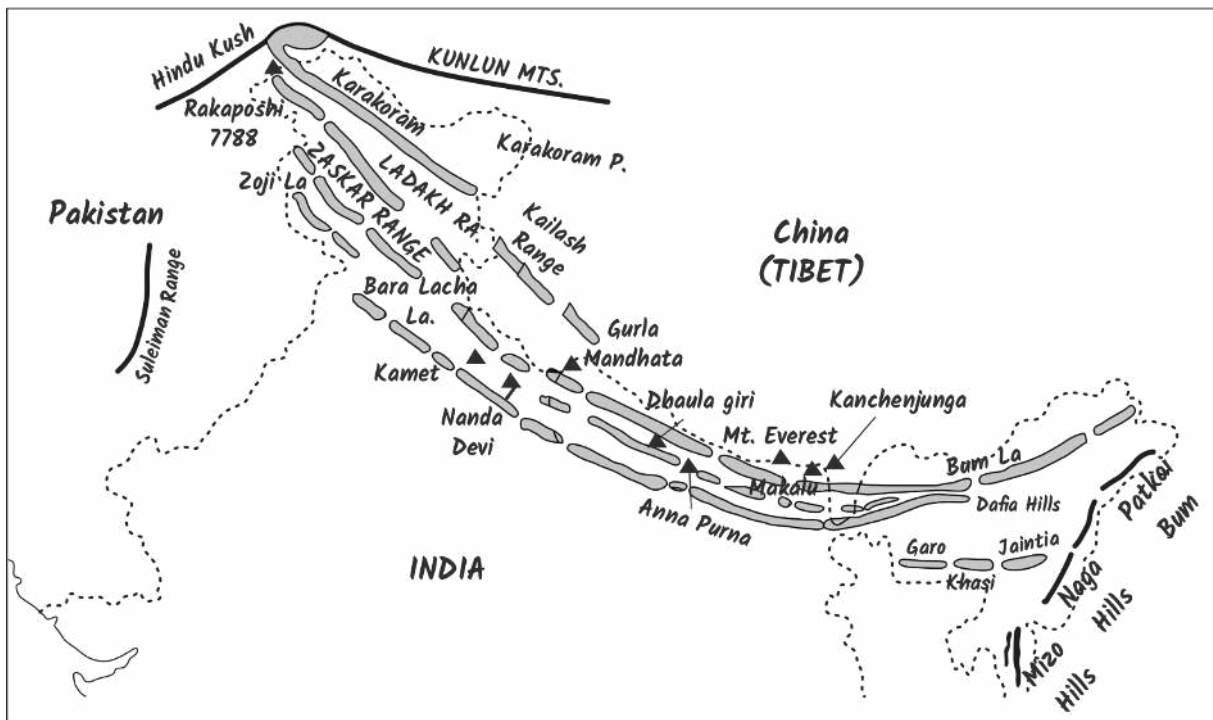 Hindu Kush
KUNLUN MTS.
Rakaposhi
7788
Karakoram
Karakoram P.
LADAKH RA.
ZASKAR RANGE
Zoji La
Pakistan
Suleiman Range
Kailash
Range
China
(TIBET)
Bara Lacha
La.
Gurla
Mandhata
Kamet
Nanda
Devi
Dbaula giri
Kanchenjunga
Mt. Everest
Makalu
Anna Purna
Bum La
Dafia Hills
Patkai
Bum
INDIA
Garo
Khasi
Jaintia
Naga
Hills
Mizo
Hills